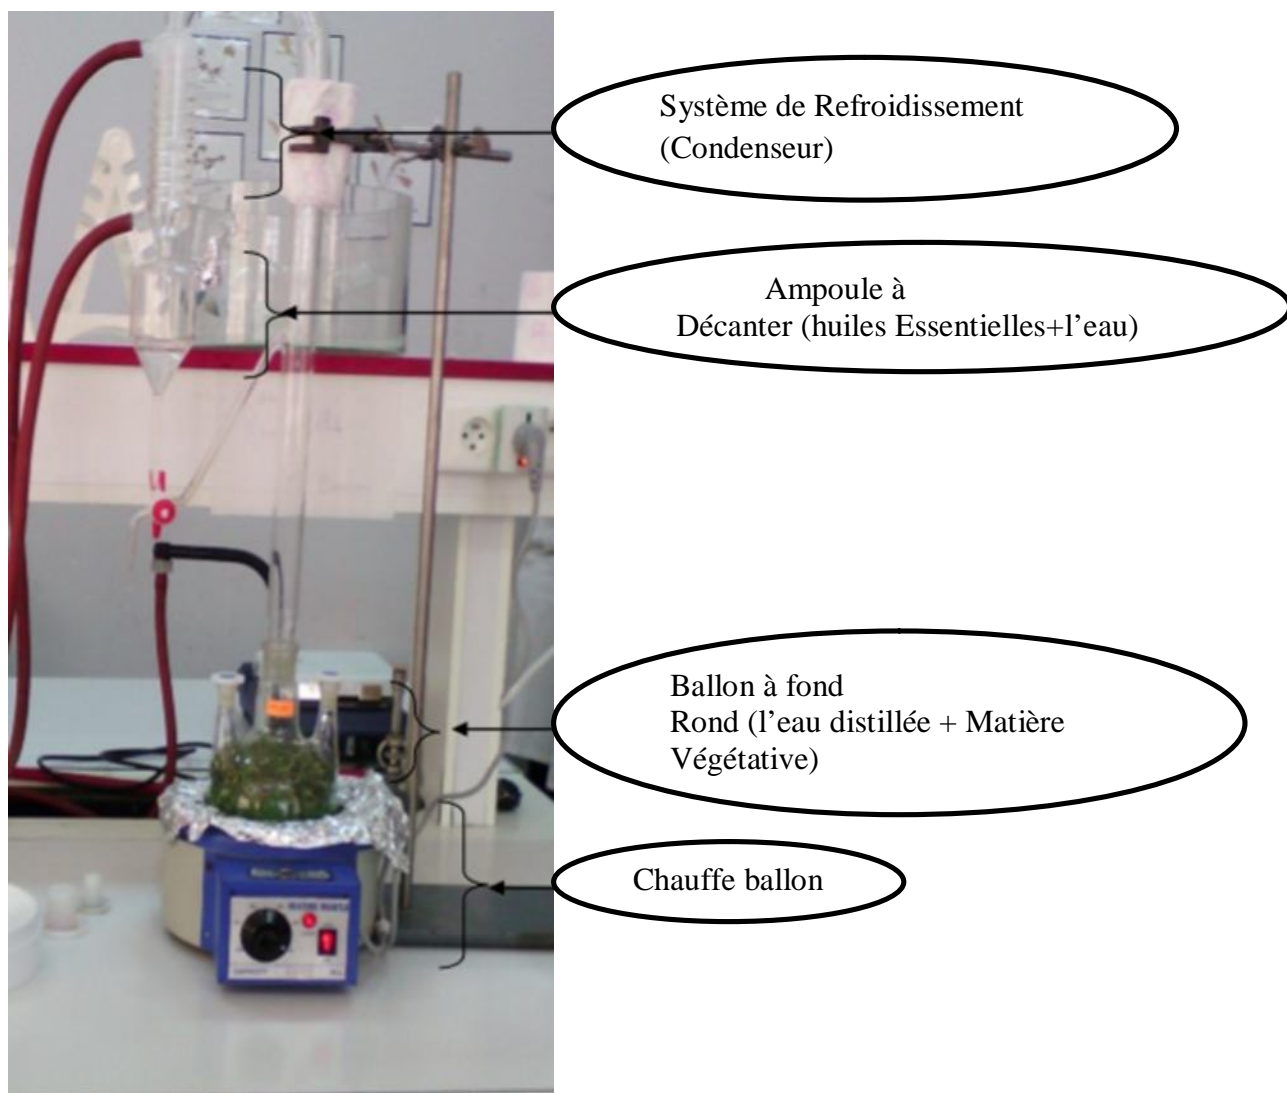 Système de Refroidissement
(Condenseur)
Ampoule à
Décanter (huiles Essentielles+l’eau)
Ballon à fond
Rond (l’eau distillée + Matière
Végétative)
Chauffe ballon